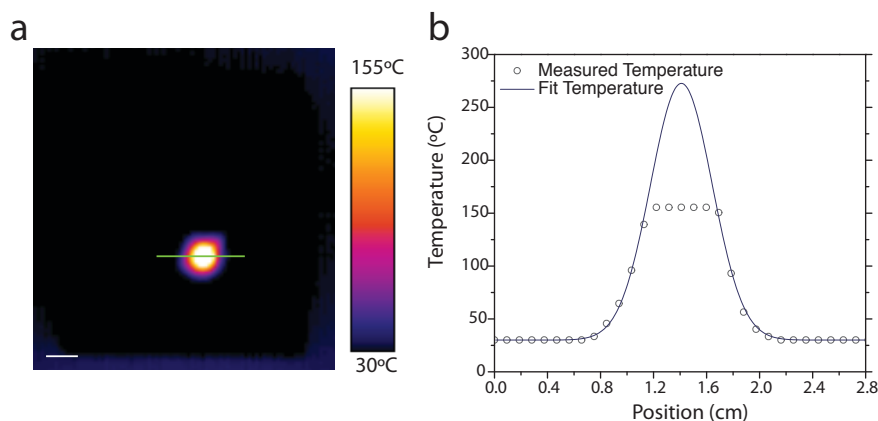 a
155ºC
30ºC
b
300
250
200
150
100
50
0
0.0 0.4 0.8 1.2 1.6 2.0 2.4 2.8
Temperature (ºC)
Position (cm)
Measured Temperature
Fit Temperature